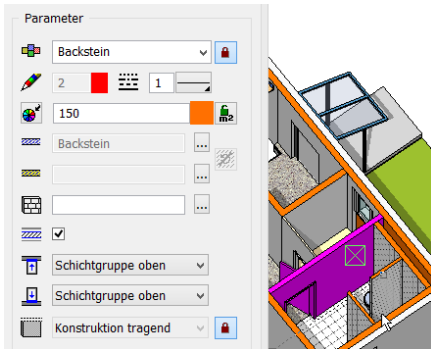 Parameter
Backstein
2 1
150
m2
Backstein
...
...
...
Schichtgruppe oben
Schichtgruppe oben
Konstruktion tragend